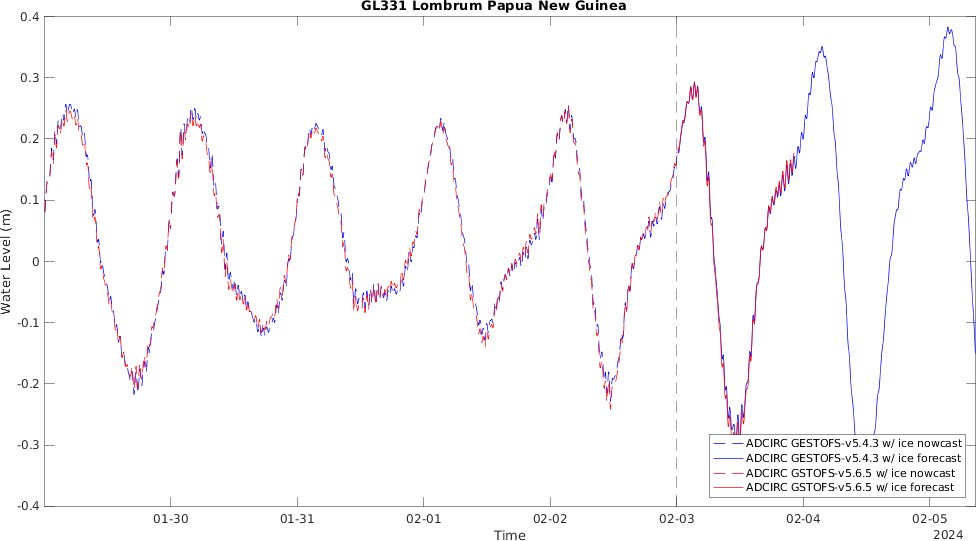 GL331 Lombrum Papua New Guinea
0.4
0.3
0.2
0.1
0
-0.1
-0.2
-0.3
-0.4
Water Level (m)
01-30 01-31 02-01 02-02 02-03 02-04 02-05
Time
2024
ADCIRC GESTOFS-v5.4.3 w/ ice nowcast
ADCIRC GESTOFS-v5.4.3 w/ ice forecast
ADCIRC GSTOFS-v5.6.5 w/ ice nowcast
ADCIRC GSTOFS-v5.6.5 w/ ice forecast